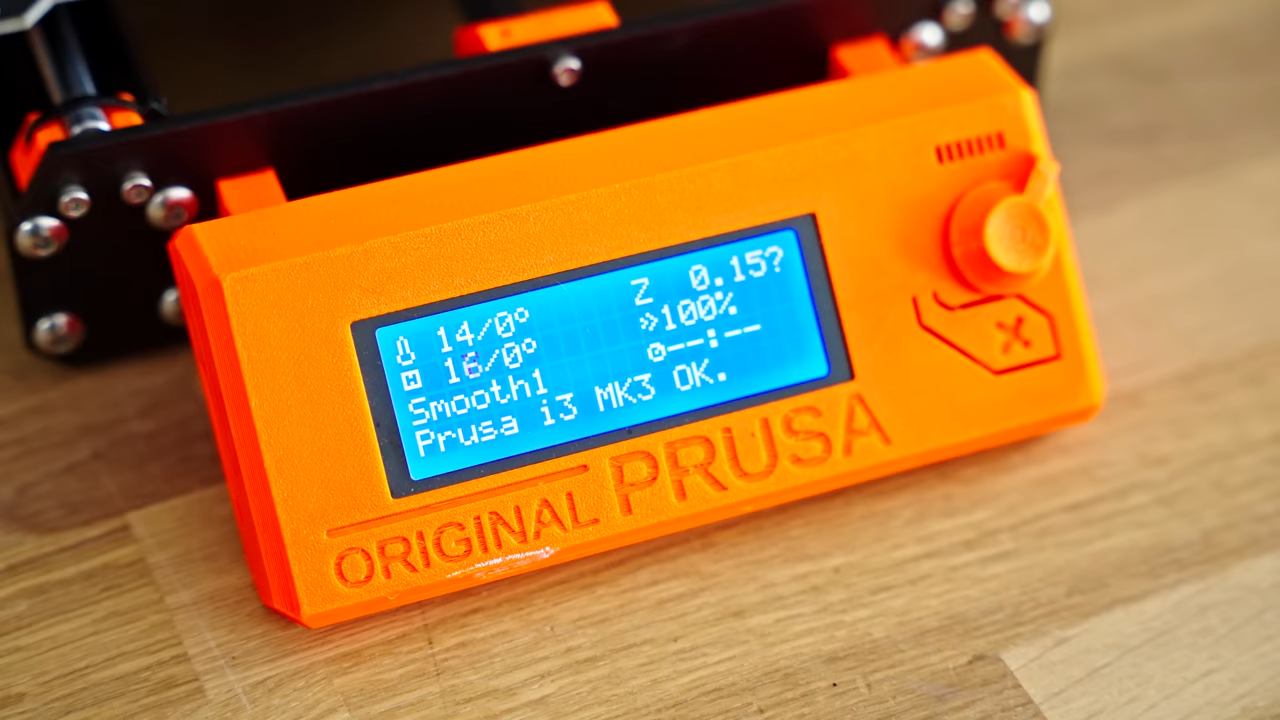 14/0° Z 0.15?
16/0° »100%
Smooth1 --:--
Prusa i3 MK3 OK.
ORIGINAL PRUSA